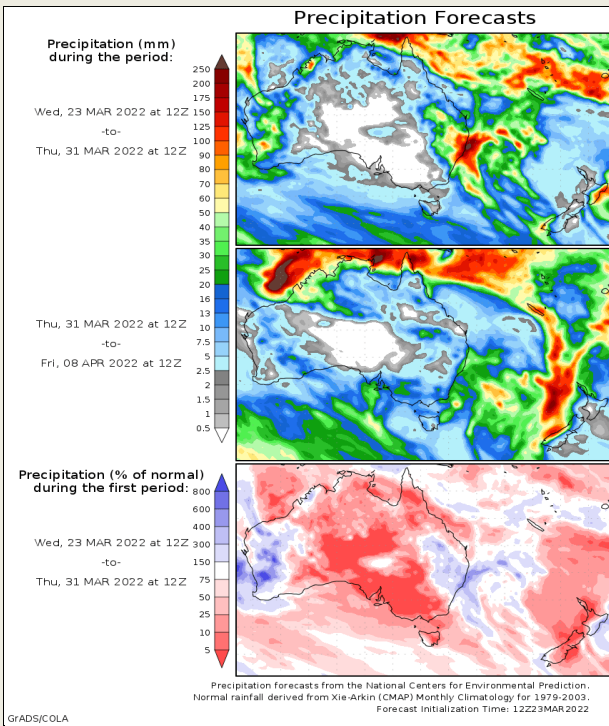 Precipitation Forecasts
Precipitation (mm)
during the period:
Wed, 23 MAR 2022 at 12Z
-to-
Thu, 31 MAR 2022 at 12Z
250
200
175
150
125
100
90
80
70
60
50
40
35
30
25
20
16
13
10
7.5
5
2.5
2
1.5
1
0.5
Thu, 31 MAR 2022 at 12Z
-to-
Fri, 08 APR 2022 at 12Z
Precipitation (% of normal)
during the first period:
Wed, 23 MAR 2022 at 12Z
-to-
Thu, 31 MAR 2022 at 12Z
800
600
400
300
150
75
50
25
10
5
Precipitation forecasts from the National Centers for Environmental Prediction.
Normal rainfall derived from Xie-Arkin (CMAP) Monthly Climatology for 1979-2003.
Forecast Initialization Time: 12Z23MAR2022
GrADS/COLA